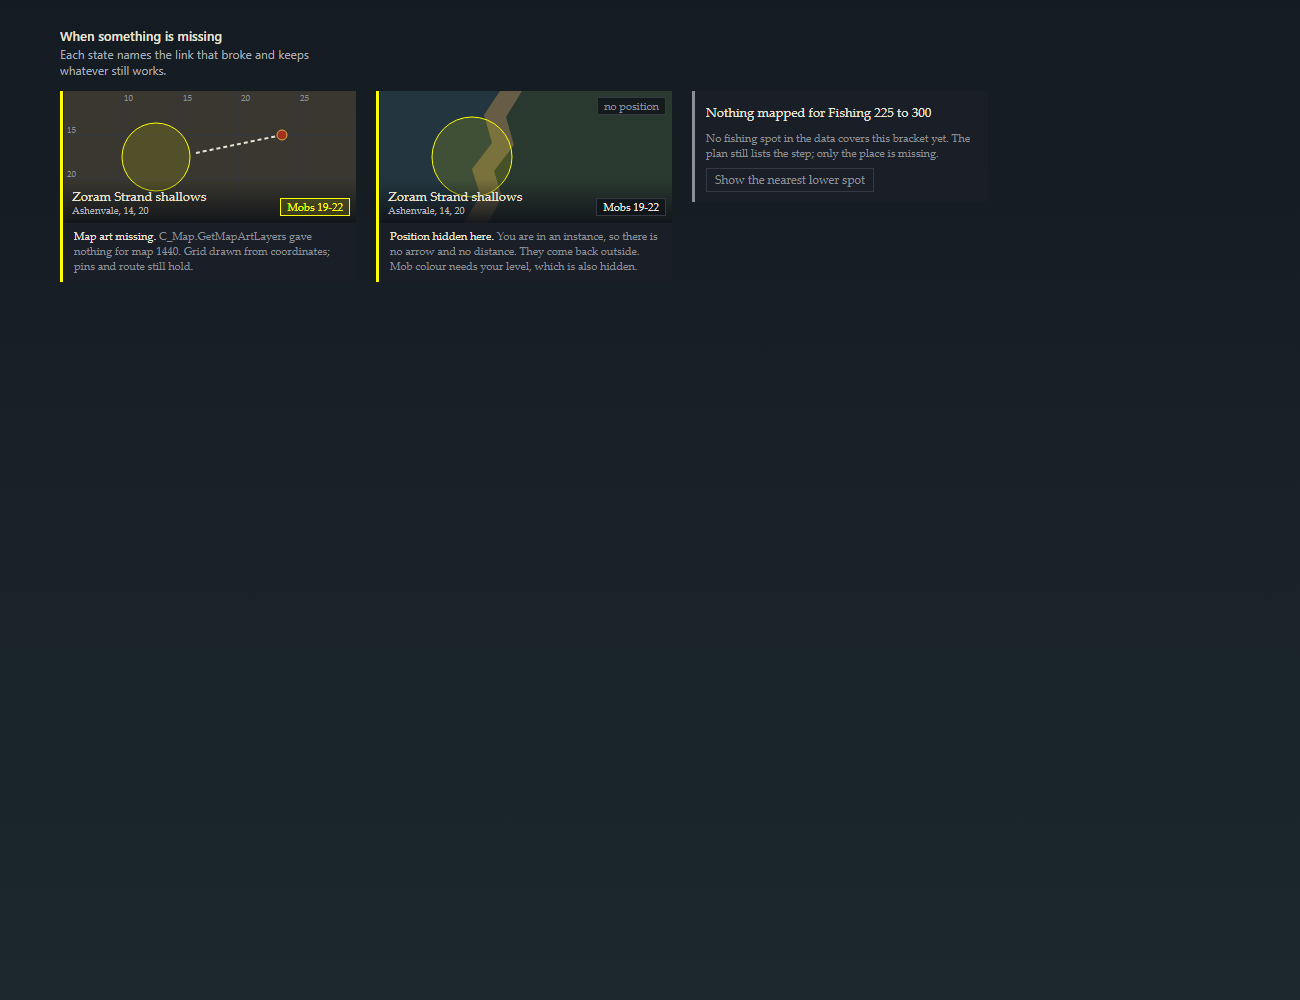 When something is missing
Each state names the link that broke and keeps
whatever still works.
10 15 20 25
15
20
Zoram Strand shallows
Ashenvale, 14, 20
Mobs 19-22
Map art missing. C_Map.GetMapArtLayers gave
nothing for map 1440. Grid drawn from coordinates;
pins and route still hold.
no position
Zoram Strand shallows
Ashenvale, 14, 20
Mobs 19-22
Position hidden here. You are in an instance, so there is
no arrow and no distance. They come back outside.
Mob colour needs your level, which is also hidden.
Nothing mapped for Fishing 225 to 300
No fishing spot in the data covers this bracket yet. The
plan still lists the step; only the place is missing.
Show the nearest lower spot